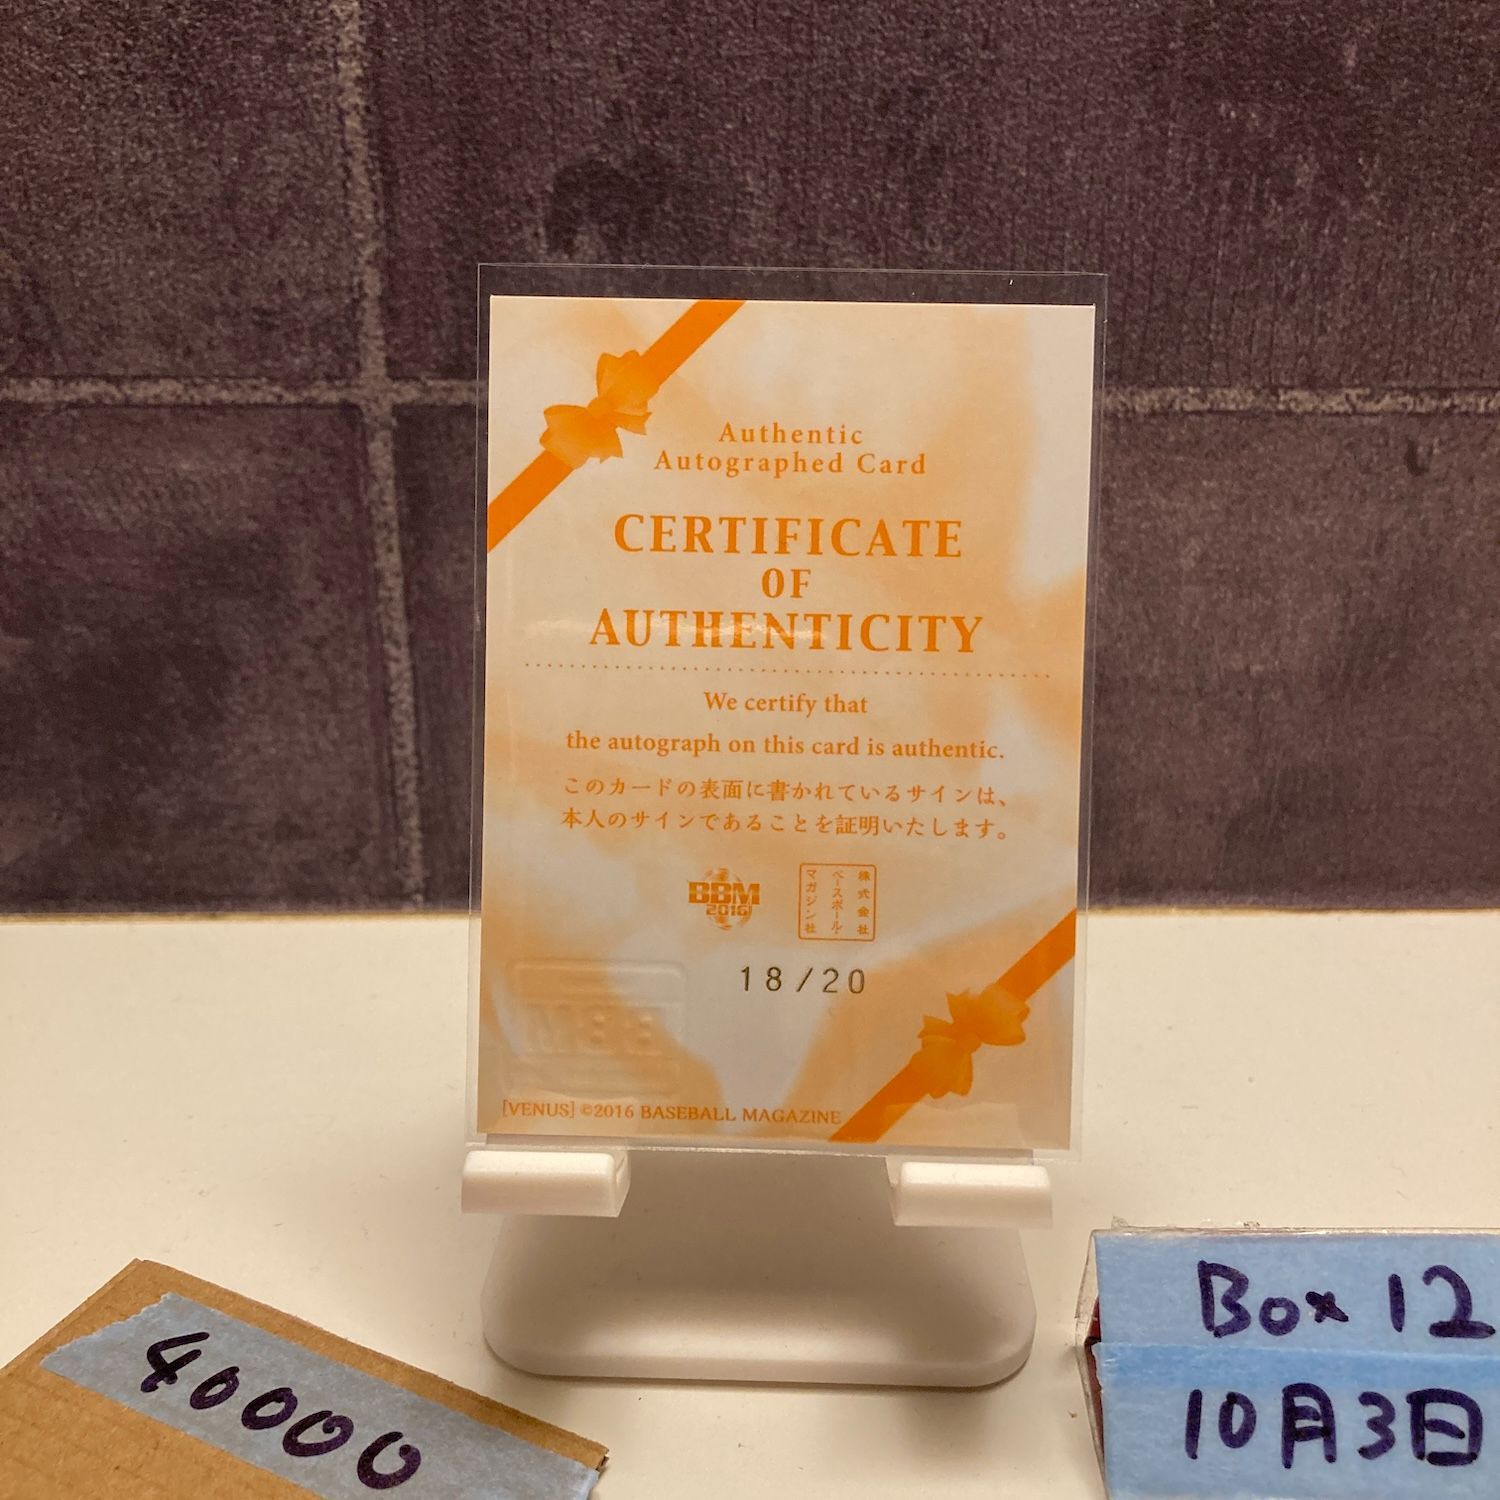 Authentic
Autographed Card
CERTIFICATE
OF
AUTHENTICITY
We certify that
the autograph on this card is authentic.
このカードの表面に書かれているサインは、
本人のサインであることを証明いたします。
BBM
2016
株式会社
ベースボール・
マガジン社
18/20
BBM
[VENUS] ©2016 BASEBALL MAGAZINE
40000
Box 12
10月3日